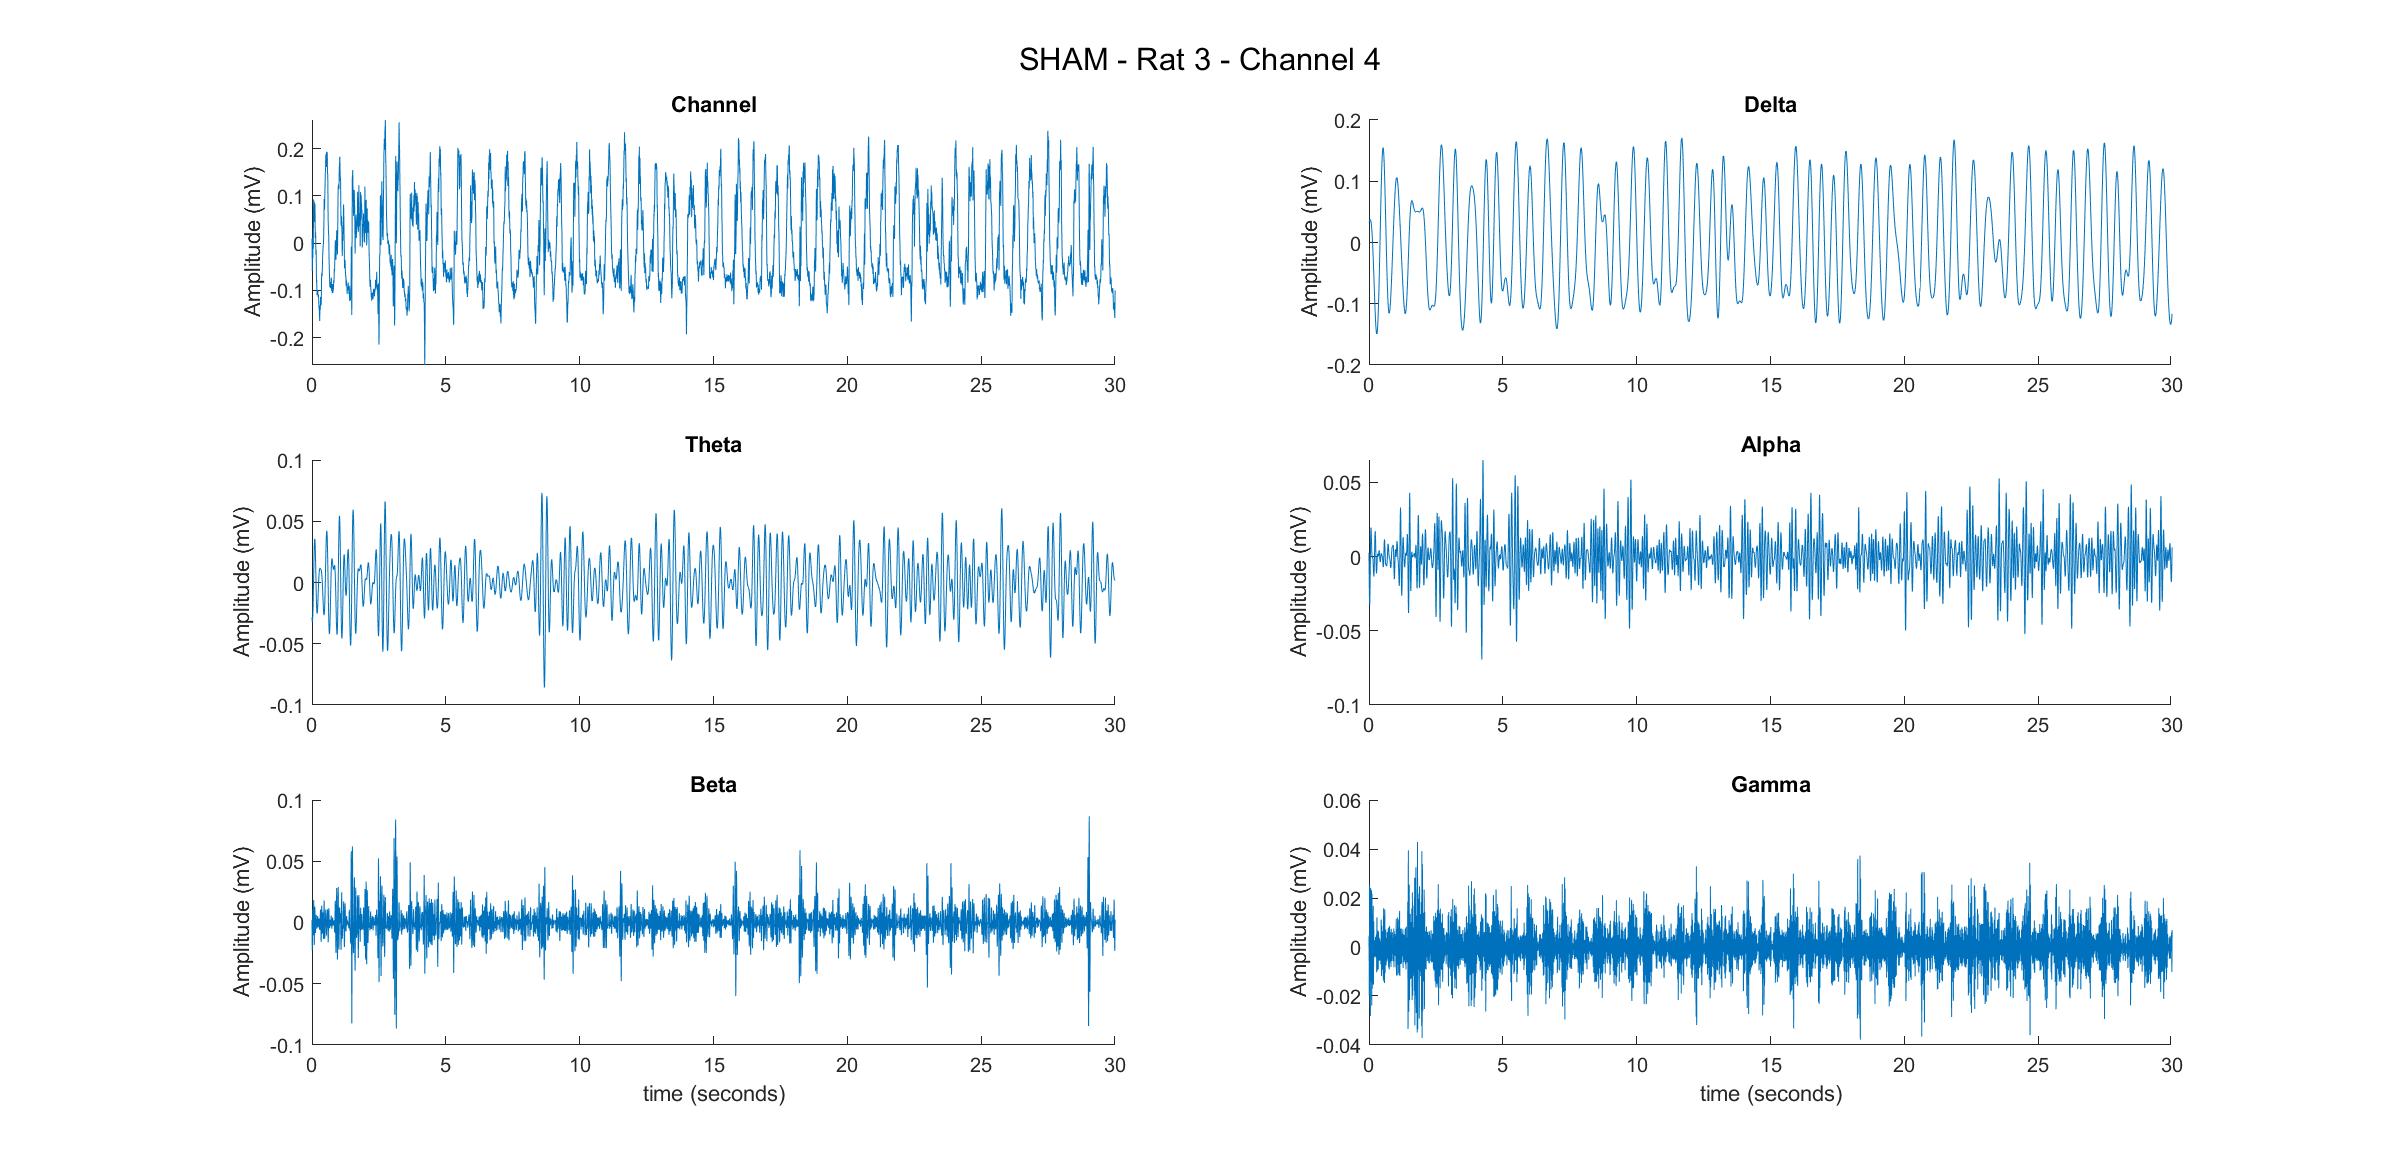 SHAM - Rat 3 - Channel 4
Channel
Amplitude (mV)
0.2
0.1
0
-0.1
-0.2
0 5 10 15 20 25 30
Delta
Amplitude (mV)
0.2
0.1
0
-0.1
-0.2
0 5 10 15 20 25 30
Theta
Amplitude (mV)
0.1
0.05
0
-0.05
-0.1
0 5 10 15 20 25 30
Alpha
Amplitude (mV)
0.05
0
-0.05
-0.1
0 5 10 15 20 25 30
Beta
Amplitude (mV)
0.1
0.05
0
-0.05
-0.1
0 5 10 15 20 25 30
time (seconds)
Gamma
Amplitude (mV)
0.06
0.04
0.02
0
-0.02
-0.04
0 5 10 15 20 25 30
time (seconds)